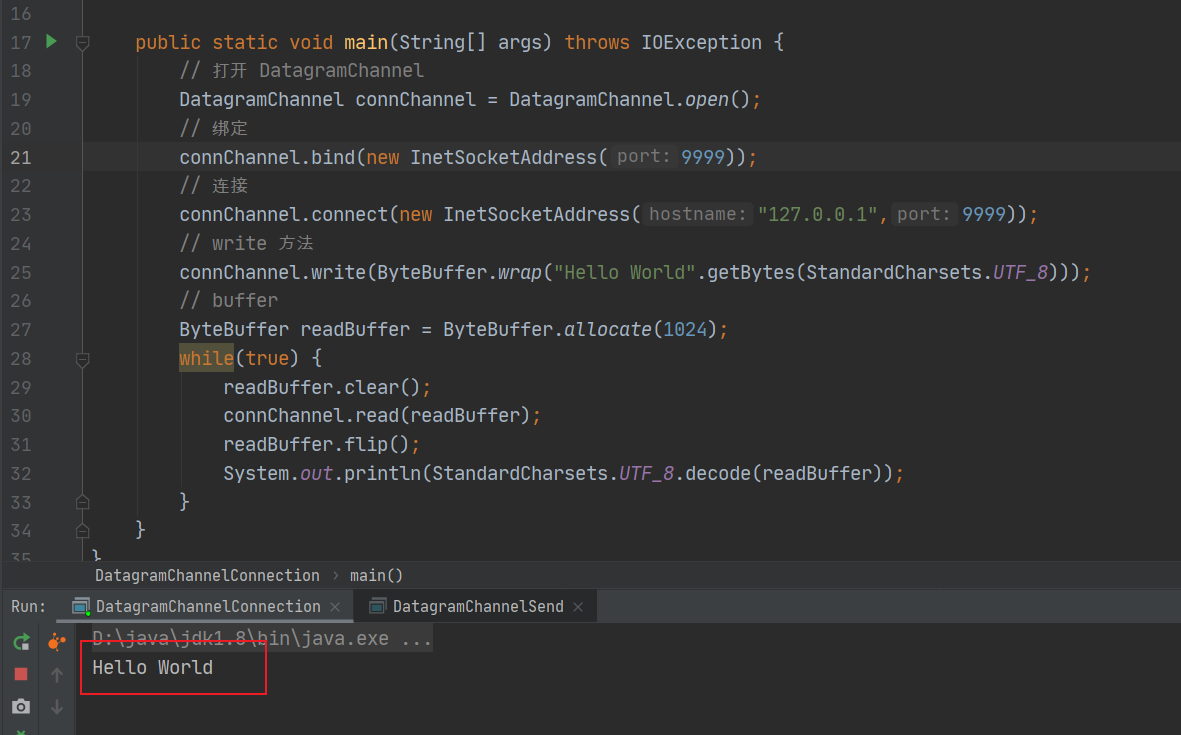 16
17 public static void main(String[] args) throws IOException {
18 // 打开 DatagramChannel
19 DatagramChannel connChannel = DatagramChannel.open();
20 // 绑定
21 connChannel.bind(new InetSocketAddress( port: 9999));
22 // 连接
23 connChannel.connect(new InetSocketAddress( hostname: "127.0.0.1", port: 9999));
24 // write 方法
25 connChannel.write(ByteBuffer.wrap("Hello World".getBytes(StandardCharsets.UTF_8)));
26 // buffer
27 ByteBuffer readBuffer = ByteBuffer.allocate(1024);
28 while(true) {
29 readBuffer.clear();
30 connChannel.read(readBuffer);
31 readBuffer.flip();
32 System.out.println(StandardCharsets.UTF_8.decode(readBuffer));
33 }
34 }
35 }
DatagramChannelConnection › main()
Run: DatagramChannelConnection × DatagramChannelSend ×
D:\java\jdk1.8\bin\java.exe ...
Hello World